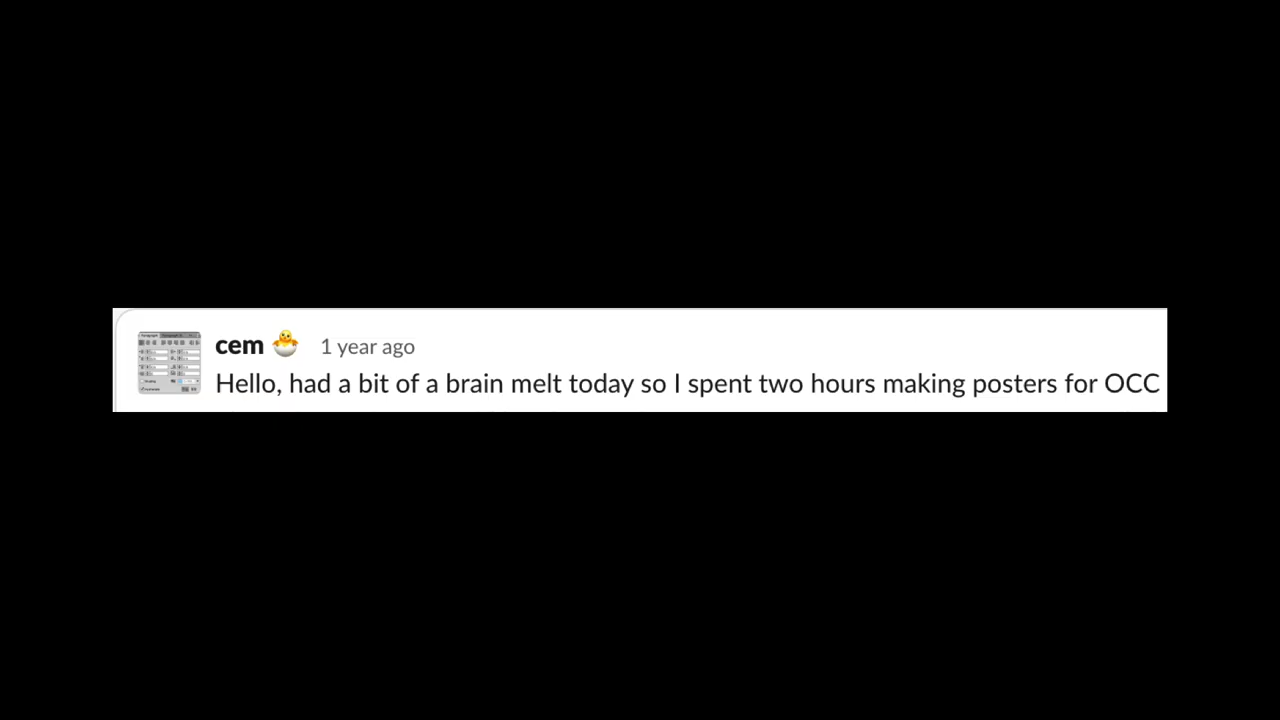 cem 🐣 1 year ago
Hello, had a bit of a brain melt today so I spent two hours making posters for OCC